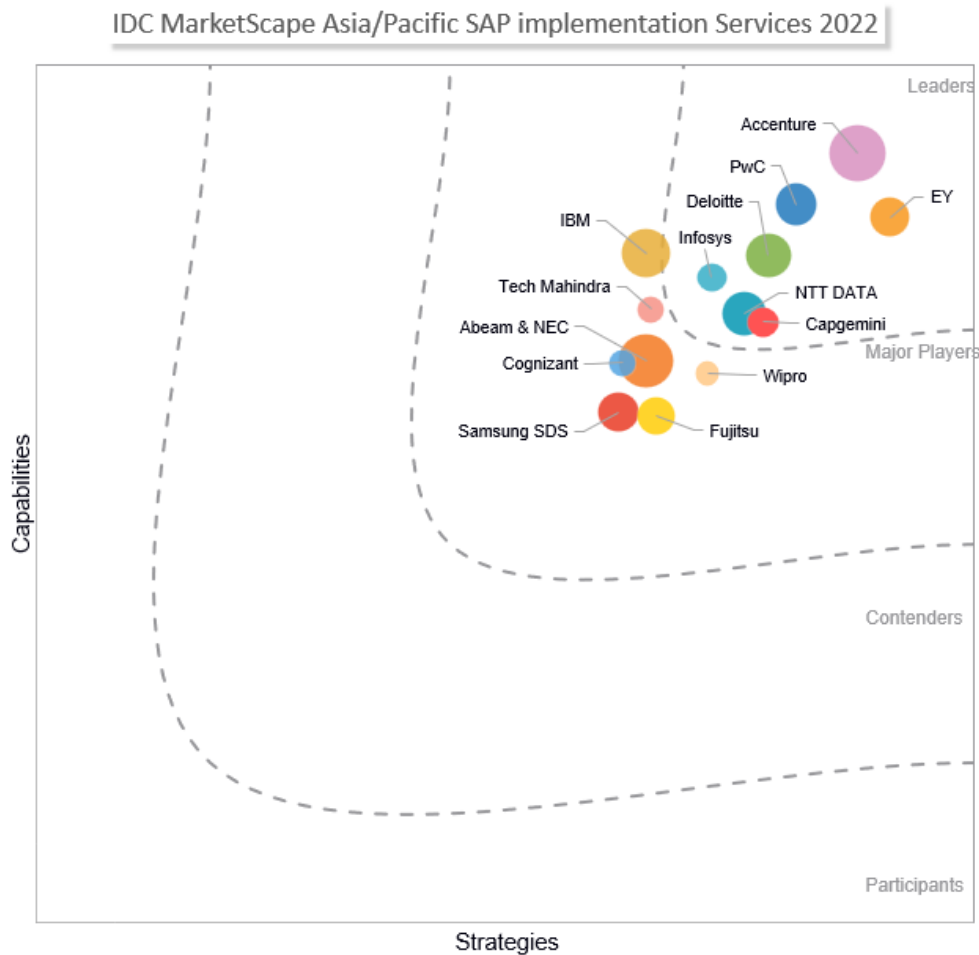 IDC MarketScape Asia/Pacific SAP implementation Services 2022
Leaders
Accenture
PwC
EY
Deloitte
IBM
Infosys
Tech Mahindra
NTT DATA
Abeam & NEC
Capgemini
Major Players
Cognizant
Wipro
Samsung SDS
Fujitsu
Capabilities
Contenders
Participants
Strategies